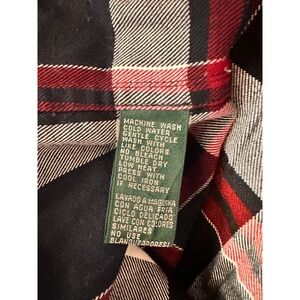 MACHINE WASH
COLD WATER
GENTLE CYCLE
WASH WITH
LIKE COLORS
NO BLEACH
TUMBLE DRY
LOW HEAT
PRESS WITH
COOL IRON
IF NECESSARY
LAVADO A MAQUINA
CON AGUA FRIA
CICLO DELICADO
LAVE CON COLORES
SIMILARES
NO USE
BLANQUEADORES